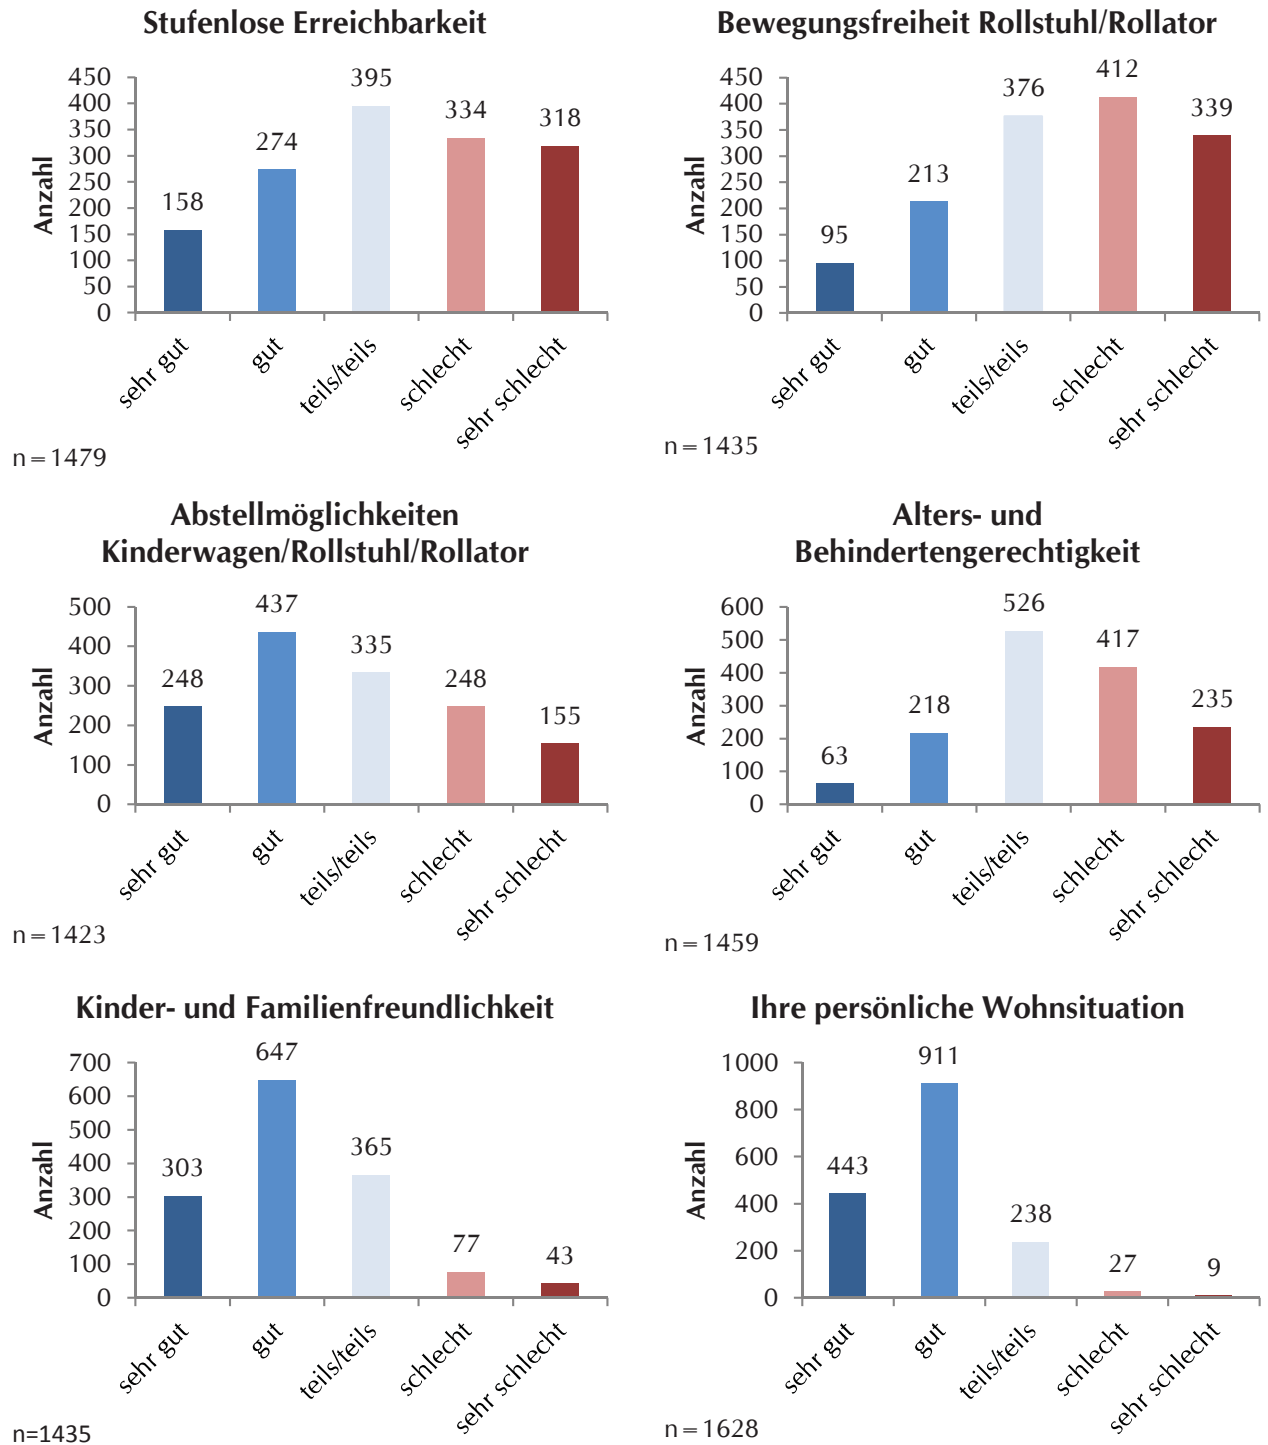 Stufenlose Erreichbarkeit
Anzahl
450
400
350
300
250
200
150
100
50
0
158
274
395
334
318
sehr gut
gut
teils/teils
schlecht
sehr schlecht
n = 1479
Bewegungsfreiheit Rollstuhl/Rollator
Anzahl
450
400
350
300
250
200
150
100
50
0
95
213
376
412
339
sehr gut
gut
teils/teils
schlecht
sehr schlecht
n = 1435
Abstellmöglichkeiten
Kinderwagen/Rollstuhl/Rollator
Anzahl
500
400
300
200
100
0
248
437
335
248
155
sehr gut
gut
teils/teils
schlecht
sehr schlecht
n = 1423
Alters- und
Behindertengerechtigkeit
Anzahl
600
500
400
300
200
100
0
63
218
526
417
235
sehr gut
gut
teils/teils
schlecht
sehr schlecht
n = 1459
Kinder- und Familienfreundlichkeit
Anzahl
700
600
500
400
300
200
100
0
303
647
365
77
43
sehr gut
gut
teils/teils
schlecht
sehr schlecht
n=1435
Ihre persönliche Wohnsituation
Anzahl
1000
800
600
400
200
0
443
911
238
27
9
sehr gut
gut
teils/teils
schlecht
sehr schlecht
n = 1628